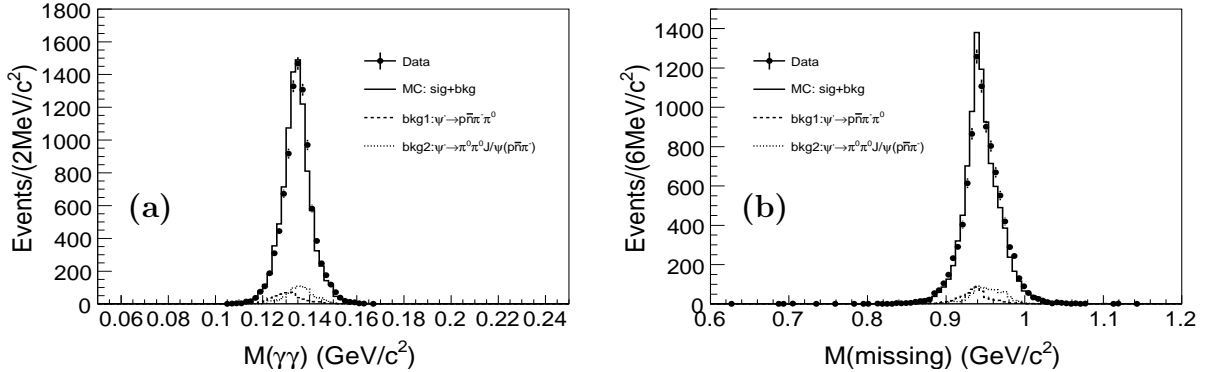 Events/(2MeV/c²)
1800
1600
1400
1200
1000
800
600
400
200
0
Data
MC: sig+bkg
bkg1:ψ'→pn̅π⁻π⁰
bkg2:ψ'→π⁰π⁰J/ψ(pn̅π⁻)
(a)
0.06 0.08 0.1 0.12 0.14 0.16 0.18 0.2 0.22 0.24
M(γγ) (GeV/c²)
Events/(6MeV/c²)
1400
1200
1000
800
600
400
200
0
Data
MC: sig+bkg
bkg1:ψ'→pn̅π⁻π⁰
bkg2:ψ'→π⁰π⁰J/ψ(pn̅π⁻)
(b)
0.6 0.7 0.8 0.9 1 1.1 1.2
M(missing) (GeV/c²)